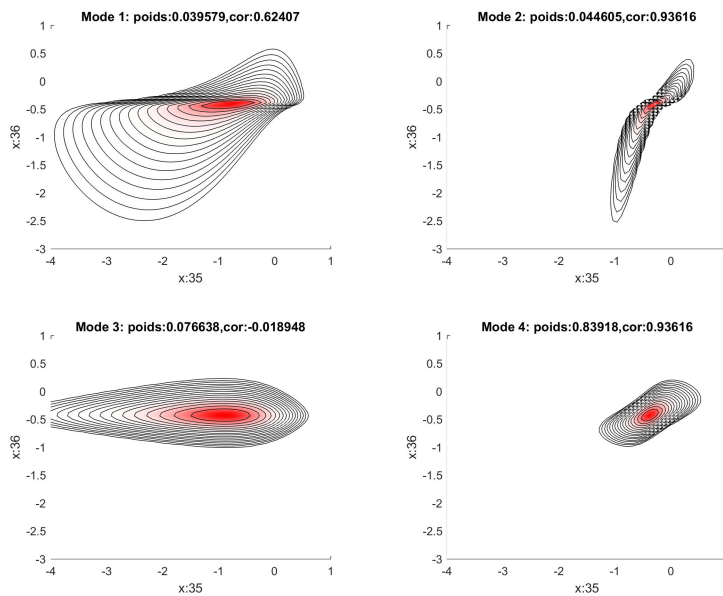 Mode 1: poids:0.039579,cor:0.62407
1
0.5
0
-0.5
-1
-1.5
-2
-2.5
-3
x:36
-4 -3 -2 -1 0 1
x:35
Mode 2: poids:0.044605,cor:0.93616
1
0.5
0
-0.5
-1
-1.5
-2
-2.5
-3
x:36
-4 -3 -2 -1 0
x:35
Mode 3: poids:0.076638,cor:-0.018948
1
0.5
0
-0.5
-1
-1.5
-2
-2.5
-3
x:36
-4 -3 -2 -1 0 1
x:35
Mode 4: poids:0.83918,cor:0.93616
1
0.5
0
-0.5
-1
-1.5
-2
-2.5
-3
x:36
-4 -3 -2 -1 0
x:35